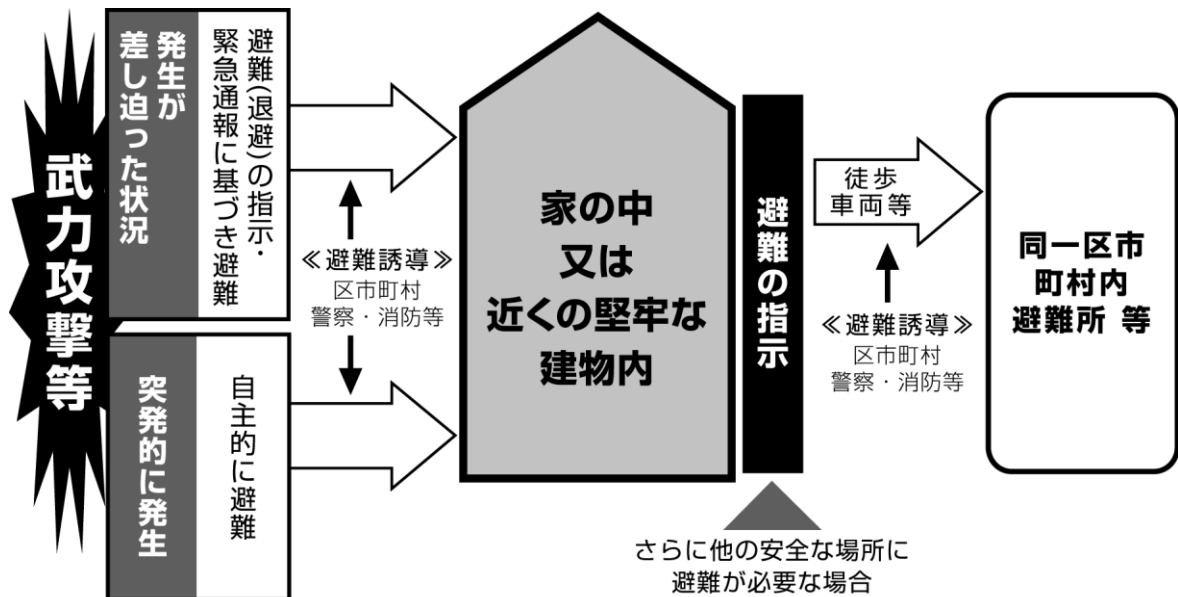 武力攻撃等
発生が
差し迫った状況
避難(退避)の指示・
緊急通報に基づき避難
突発的に発生
自主的に避難
≪避難誘導≫
区市町村
警察・消防等
家の中
又は
近くの堅牢な
建物内
避難の指示
さらに他の安全な場所に
避難が必要な場合
徒歩
車両等
≪避難誘導≫
区市町村
警察・消防等
同一区市
町村内
避難所 等